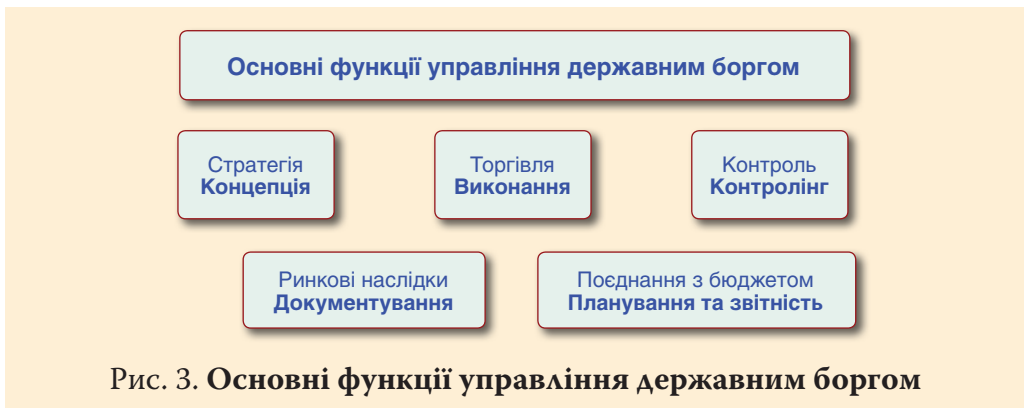 Основні функції управління державним боргом
Стратегія
Концепція
Торгівля
Виконання
Контроль
Контролінг
Ринкові наслідки
Документування
Поєднання з бюджетом
Планування та звітність
Рис. 3. Основні функції управління державним боргом